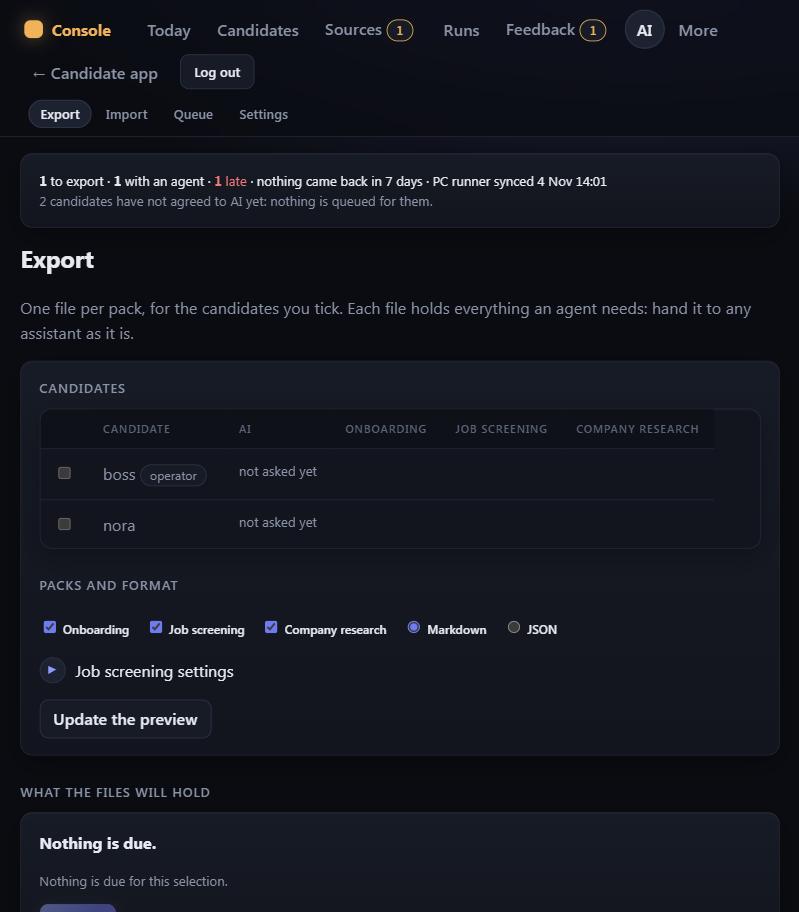 Console Today Candidates Sources 1 Runs Feedback 1 AI More
← Candidate app Log out
Export Import Queue Settings
1 to export · 1 with an agent · 1 late · nothing came back in 7 days · PC runner synced 4 Nov 14:01
2 candidates have not agreed to AI yet: nothing is queued for them.
Export
One file per pack, for the candidates you tick. Each file holds everything an agent needs: hand it to any
assistant as it is.
CANDIDATES
CANDIDATE AI ONBOARDING JOB SCREENING COMPANY RESEARCH
boss operator not asked yet
nora not asked yet
PACKS AND FORMAT
Onboarding Job screening Company research Markdown JSON
Job screening settings
Update the preview
WHAT THE FILES WILL HOLD
Nothing is due.
Nothing is due for this selection.